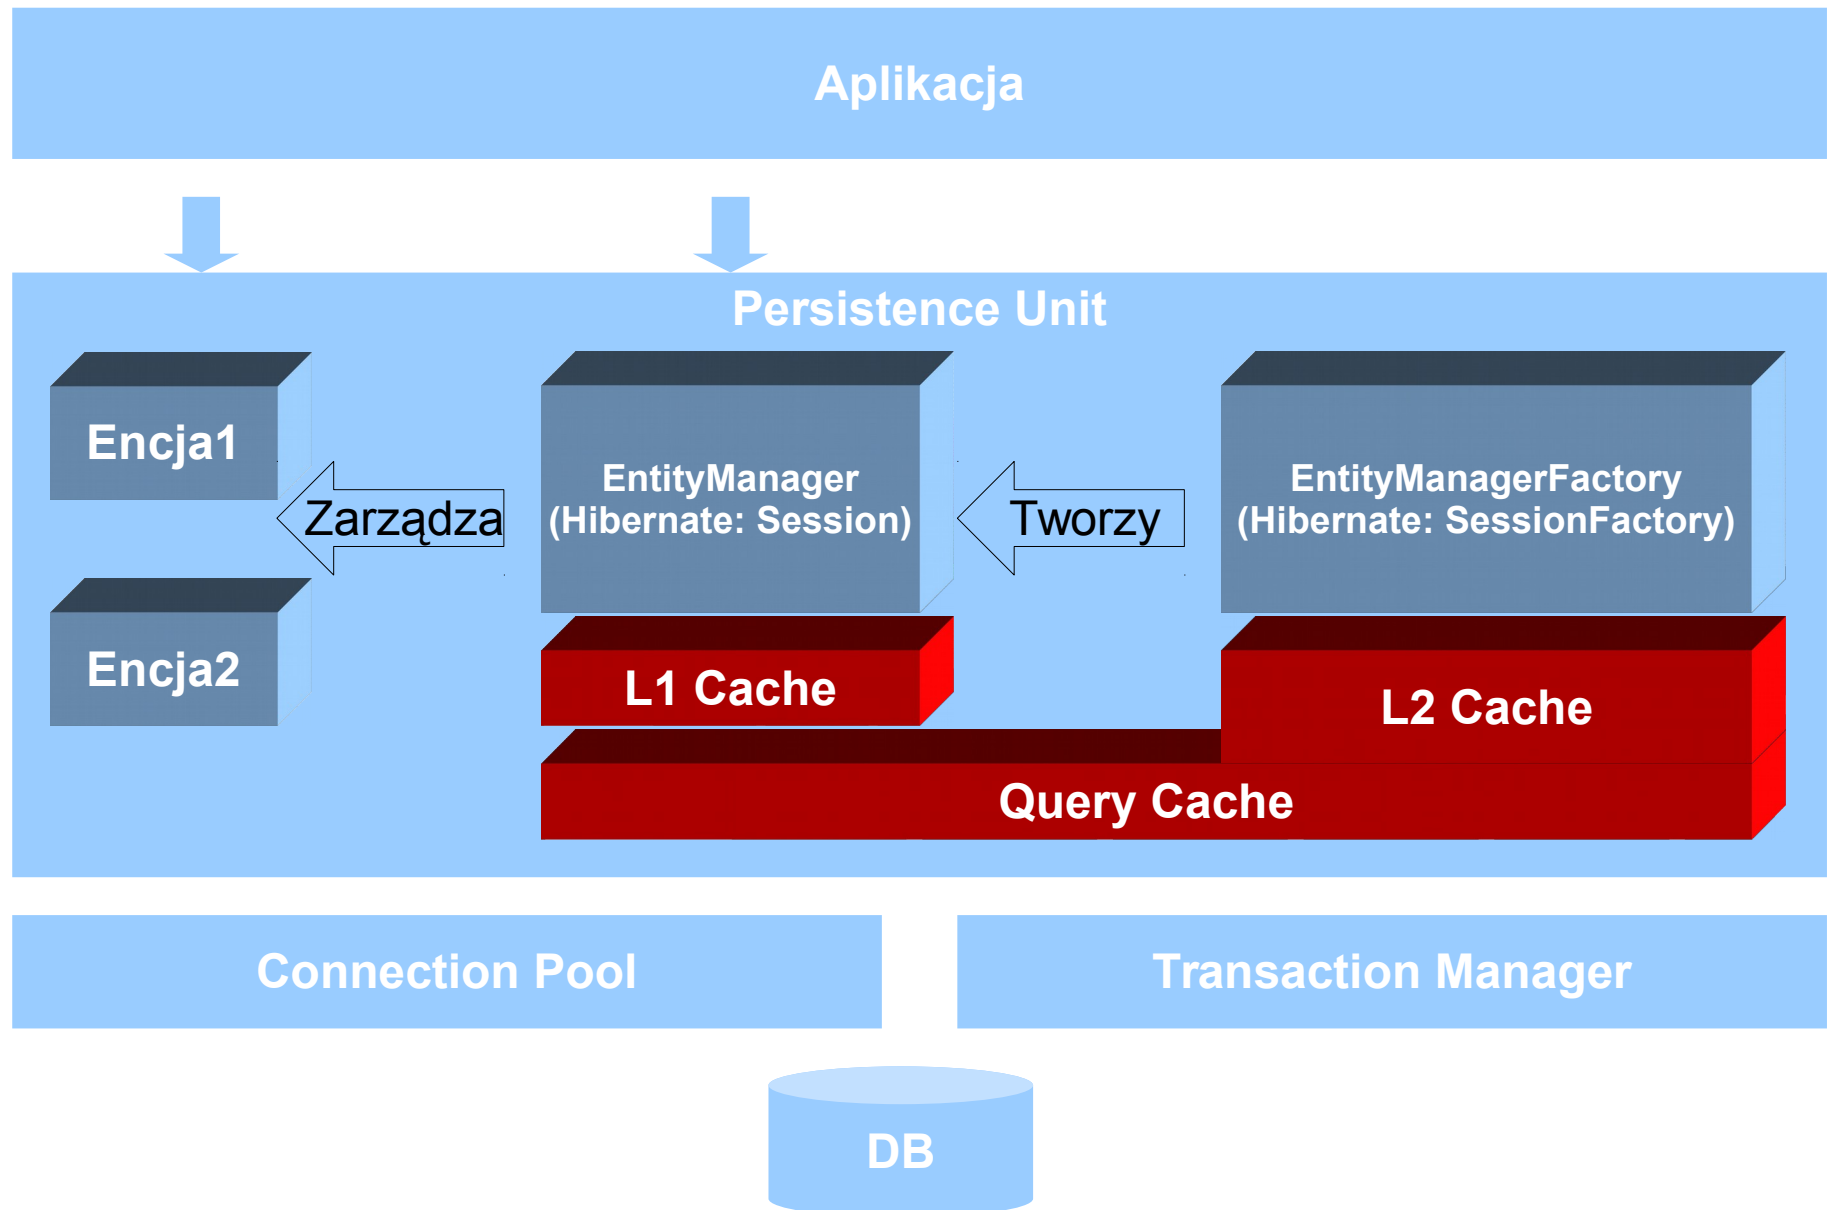 Aplikacja
Persistence Unit
Encja1
Zarządza
EntityManager
(Hibernate: Session)
Tworzy
EntityManagerFactory
(Hibernate: SessionFactory)
Encja2
L1 Cache
L2 Cache
Query Cache
Connection Pool
Transaction Manager
DB